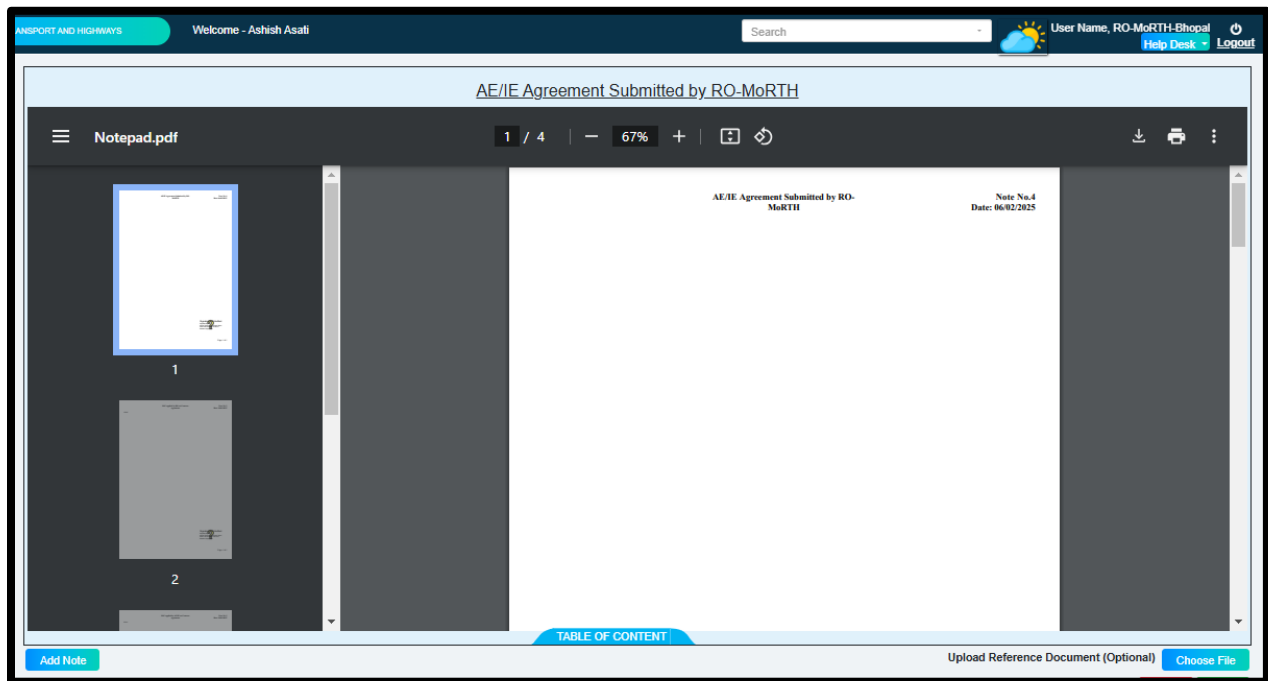 ANSPORT AND HIGHWAYS
Welcome - Ashish Asati
Search
User Name, RO-MoRTH-Bhopal
Help Desk
Logout
AE/IE Agreement Submitted by RO-MoRTH
Notepad.pdf
1 / 4
67%
AE/IE Agreement Submitted by RO-
MoRTH
Note No.4
Date: 06/02/2025
1
2
TABLE OF CONTENT
Add Note
Upload Reference Document (Optional)
Choose File